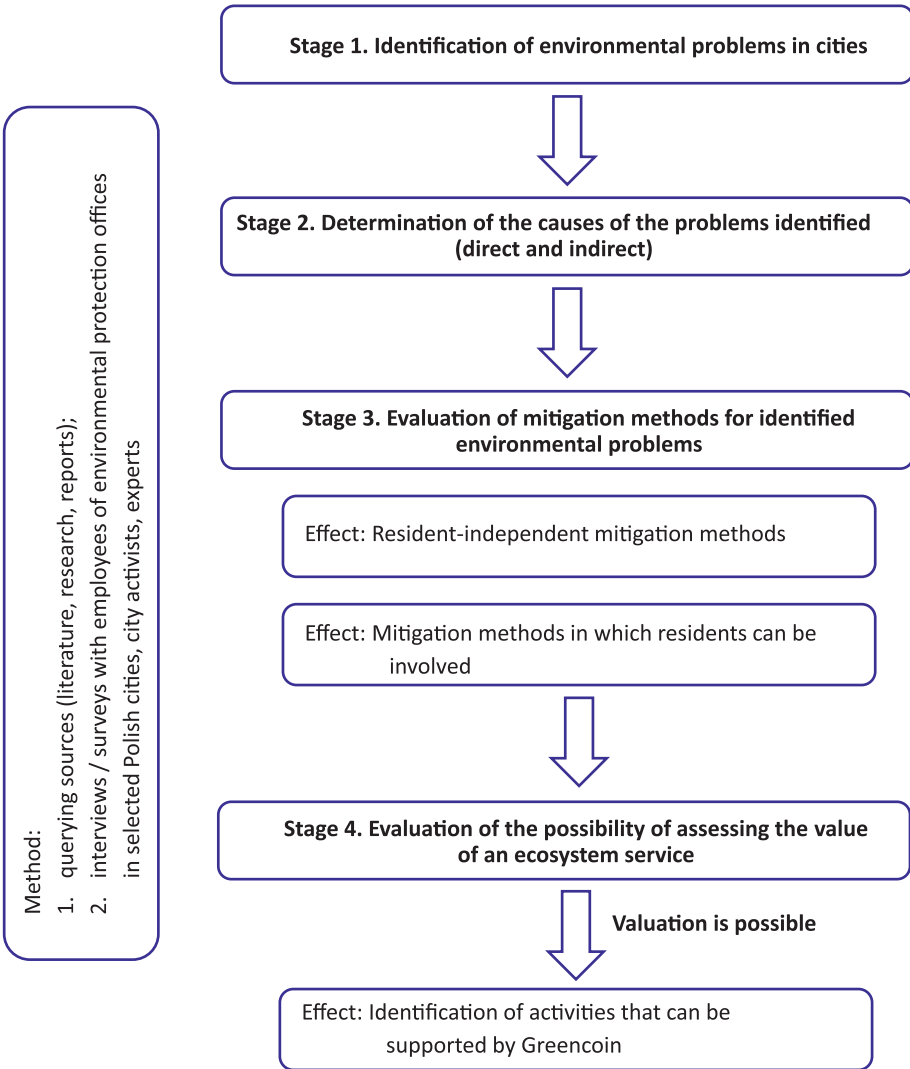 Method:
1. querying sources (literature, research, reports);
2. interviews / surveys with employees of environmental protection offices
in selected Polish cities, city activists, experts
Stage 1. Identification of environmental problems in cities
Stage 2. Determination of the causes of the problems identified
(direct and indirect)
Stage 3. Evaluation of mitigation methods for identified
environmental problems
Effect: Resident-independent mitigation methods
Effect: Mitigation methods in which residents can be
involved
Stage 4. Evaluation of the possibility of assessing the value
of an ecosystem service
Valuation is possible
Effect: Identification of activities that can be
supported by Greencoin